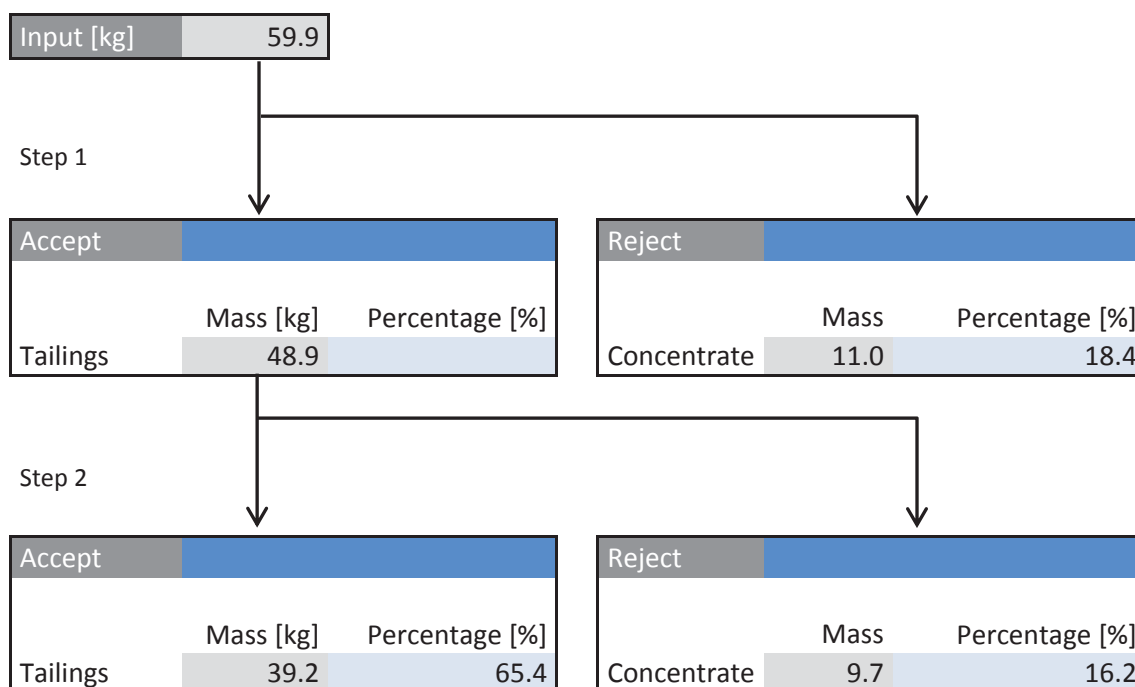 Input [kg] 59.9
Step 1
Accept Reject
Mass [kg] Percentage [%] Mass Percentage [%]
Tailings 48.9 Concentrate 11.0 18.4
Step 2
Accept Reject
Mass [kg] Percentage [%] Mass Percentage [%]
Tailings 39.2 65.4 Concentrate 9.7 16.2